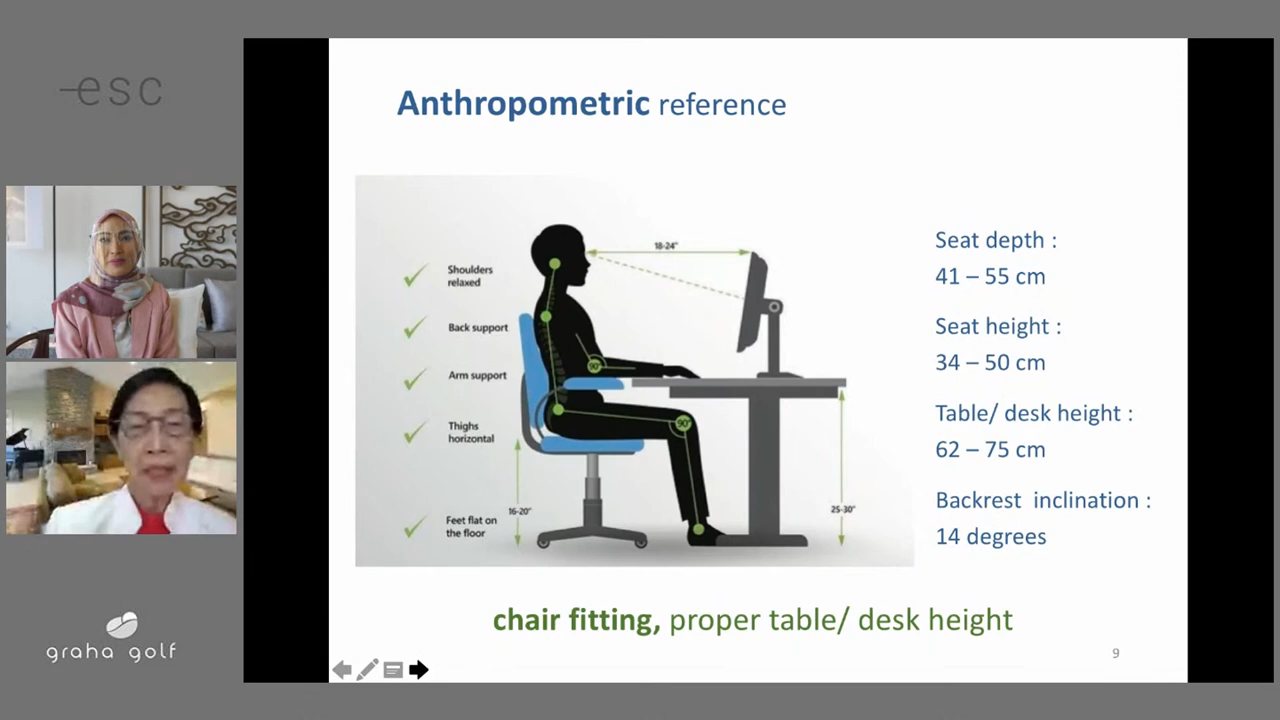 esc
Anthropometric reference
18-24"
Shoulders
relaxed
Back support
90°
Arm support
Thighs
horizontal
90°
16-20"
Feet flat on
the floor
25-30"
Seat depth :
41 – 55 cm
Seat height :
34 – 50 cm
Table/ desk height :
62 – 75 cm
Backrest inclination :
14 degrees
chair fitting, proper table/ desk height
9
graha golf